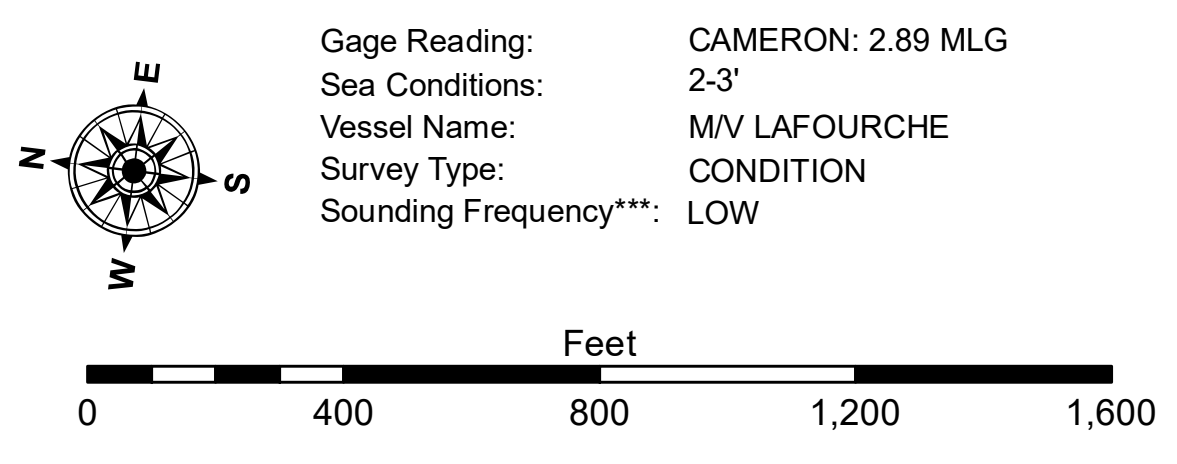 E
N
S
W
Gage Reading: CAMERON: 2.89 MLG
Sea Conditions: 2-3'
Vessel Name: M/V LAFOURCHE
Survey Type: CONDITION
Sounding Frequency***: LOW
Feet
0 400 800 1,200 1,600